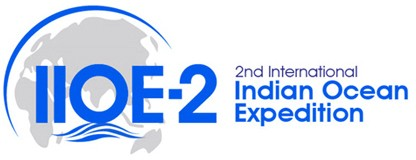 IIOE-2
2nd International
Indian Ocean
Expedition